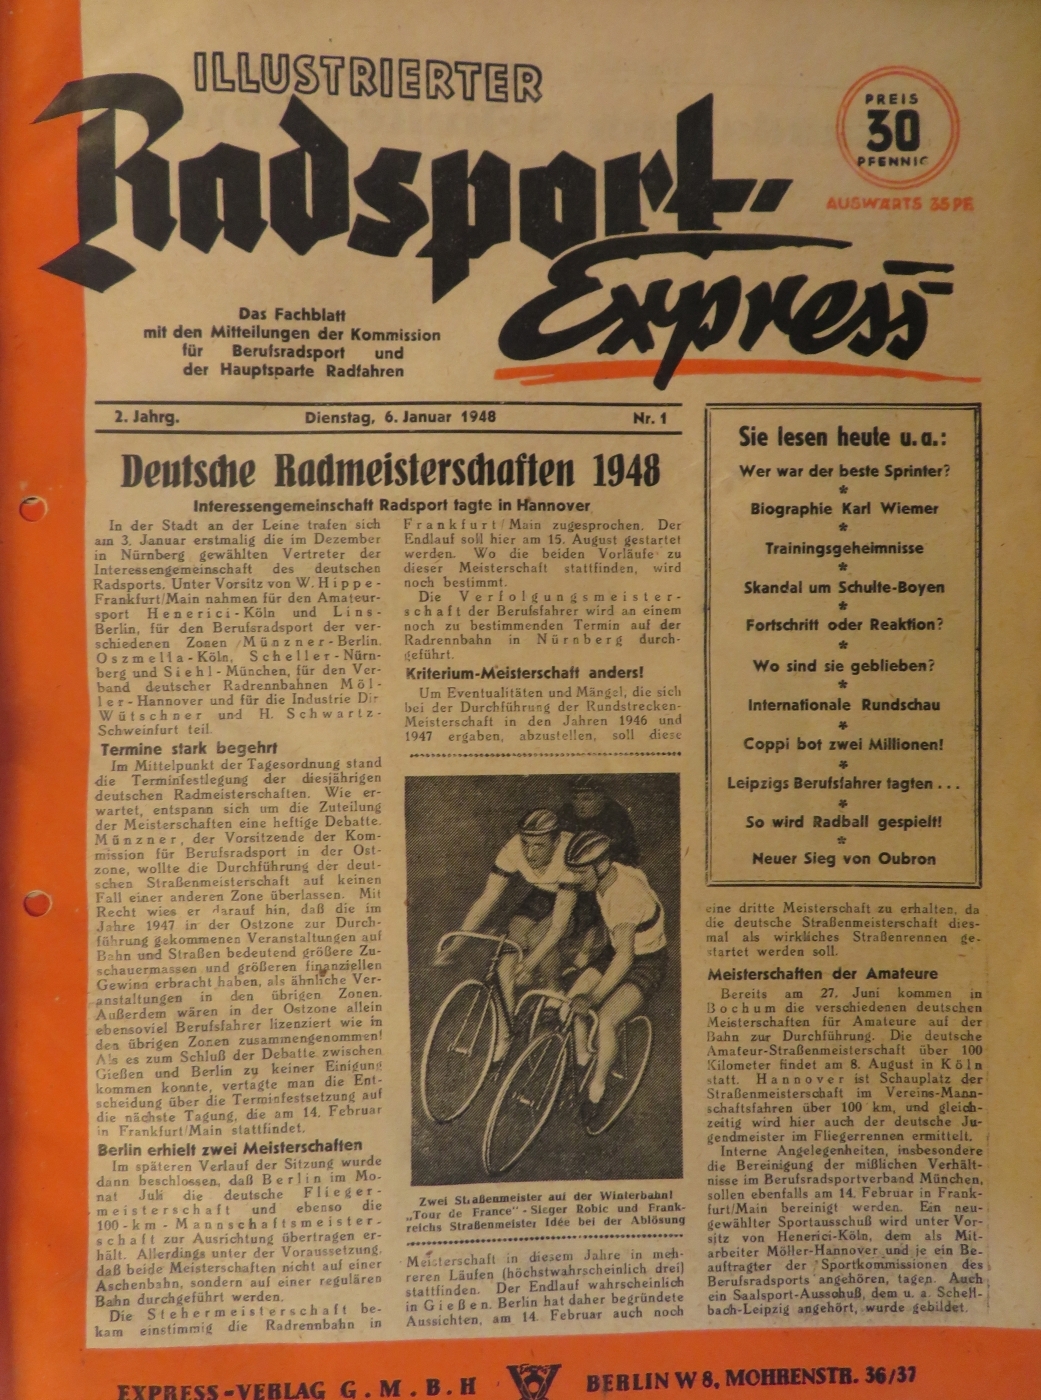 ILLUSTRIERTER
Radsport-
Express
PREIS
30
PFENNIG
AUSWÄRTS 35 PF.
Das Fachblatt
mit den Mitteilungen der Kommission
für Berufsradsport und
der Hauptsparte Radfahren
2. Jahrg. Dienstag, 6. Januar 1948 Nr. 1
Deutsche Radmeisterschaften 1948
Interessengemeinschaft Radsport tagte in Hannover
In der Stadt an der Leine trafen sich
am 3. Januar erstmalig die im Dezember
in Nürnberg gewählten Vertreter der
Interessengemeinschaft des deutschen
Radsports. Unter Vorsitz von W. Hippe-
Frankfurt/Main nahmen für den Amateur-
sport Henerici-Köln und Lins-
Berlin, für den Berufsradsport der ver-
schiedenen Zonen Münzner-Berlin,
Oszmella-Köln, Scheller-Nürn-
berg und Siehl-München, für den Ver-
band deutscher Radrennbahnen Möl-
ler-Hannover und für die Industrie Dir.
Wütschner und H. Schwartz-
Schweinfurt teil.
Termine stark begehrt
Im Mittelpunkt der Tagesordnung stand
die Terminfestlegung der diesjährigen
deutschen Radmeisterschaften. Wie er-
wartet, entspann sich um die Zuteilung
der Meisterschaften eine heftige Debatte.
Münzner, der Vorsitzende der Kom-
mission für Berufsradsport in der Ost-
zone, wollte die Durchführung der deut-
schen Straßenmeisterschaft auf keinen
Fall einer anderen Zone überlassen. Mit
Recht wies er darauf hin, daß die im
Jahre 1947 in der Ostzone zur Durch-
führung gekommenen Veranstaltungen auf
Bahn und Straßen bedeutend größere Zu-
schauermassen und größeren finanziellen
Gewinn erbracht haben, als ähnliche Ver-
anstaltungen in den übrigen Zonen.
Außerdem wären in der Ostzone allein
ebensoviel Berufsfahrer lizenziert wie in
den übrigen Zonen zusammengenommen!
Als es zum Schluß der Debatte zwischen
Gießen und Berlin zu keiner Einigung
kommen konnte, vertagte man die Ent-
scheidung über die Terminfestsetzung auf
die nächste Tagung, die am 14. Februar
in Frankfurt/Main stattfindet.
Berlin erhielt zwei Meisterschaften
Im späteren Verlauf der Sitzung wurde
dann beschlossen, daß Berlin im Mo-
nat Juli die deutsche Flieger-
meisterschaft und ebenso die
100-km-Mannschaftsmeister-
schaft zur Ausrichtung übertragen er-
hält. Allerdings unter der Voraussetzung,
daß beide Meisterschaften nicht auf einer
Aschenbahn, sondern auf einer regulären
Bahn durchgeführt werden.
Die Stehermeisterschaft be-
kam einstimmig die Radrennbahn in
Frankfurt/Main zugesprochen. Der
Endlauf soll hier am 15. August gestartet
werden. Wo die beiden Vorläufe zu
dieser Meisterschaft stattfinden, wird
noch bestimmt.
Die Verfolgungsmeister-
schaft der Berufsfahrer wird an einem
noch zu bestimmenden Termin auf der
Radrennbahn in Nürnberg durch-
geführt.
Kriterium-Meisterschaft anders!
Um Eventualitäten und Mängel, die sich
bei der Durchführung der Rundstrecken-
Meisterschaft in den Jahren 1946 und
1947 ergaben, abzustellen, soll diese
Zwei Straßenmeister auf der Winterbahn!
„Tour de France"-Sieger Robic und Frank-
reichs Straßenmeister Idée bei der Ablösung
Meisterschaft in diesem Jahre in meh-
reren Läufen (höchstwahrscheinlich drei)
stattfinden. Der Endlauf wahrscheinlich
in Gießen. Berlin hat daher begründete
Aussichten, am 14. Februar auch noch
Sie lesen heute u. a.:
Wer war der beste Sprinter?
*
Biographie Karl Wiemer
*
Trainingsgeheimnisse
*
Skandal um Schulte-Boyen
*
Fortschritt oder Reaktion?
*
Wo sind sie geblieben?
*
Internationale Rundschau
*
Coppi bot zwei Millionen!
*
Leipzigs Berufsfahrer tagten . . .
*
So wird Radball gespielt!
*
Neuer Sieg von Oubron
eine dritte Meisterschaft zu erhalten, da
die deutsche Straßenmeisterschaft dies-
mal als wirkliches Straßenrennen ge-
startet werden soll.
Meisterschaften der Amateure
Bereits am 27. Juni kommen in
Bochum die verschiedenen deutschen
Meisterschaften für Amateure auf der
Bahn zur Durchführung. Die deutsche
Amateur-Straßenmeisterschaft über 100
Kilometer findet am 8. August in Köln
statt. Hannover ist Schauplatz der
Straßenmeisterschaft im Vereins-Mann-
schaftsfahren über 100 km, und gleich-
zeitig wird hier auch der deutsche Ju-
gendmeister im Fliegerrennen ermittelt.
Interne Angelegenheiten, insbesondere
die Bereinigung der mißlichen Verhält-
nisse im Berufsradsportverband München,
sollen ebenfalls am 14. Februar in Frank-
furt/Main bereinigt werden. Ein neu-
gewählter Sportausschuß wird unter Vor-
sitz von Henerici-Köln, dem als Mit-
arbeiter Möller-Hannover und je ein Be-
auftragter der Sportkommissionen des
Berufsradsports angehören, tagen. Auch
ein Saalsport-Ausschuß, dem u. a. Schell-
bach-Leipzig angehört, wurde gebildet.
EXPRESS-VERLAG G.M.B.H BERLIN W 8, MOHRENSTR. 36/37